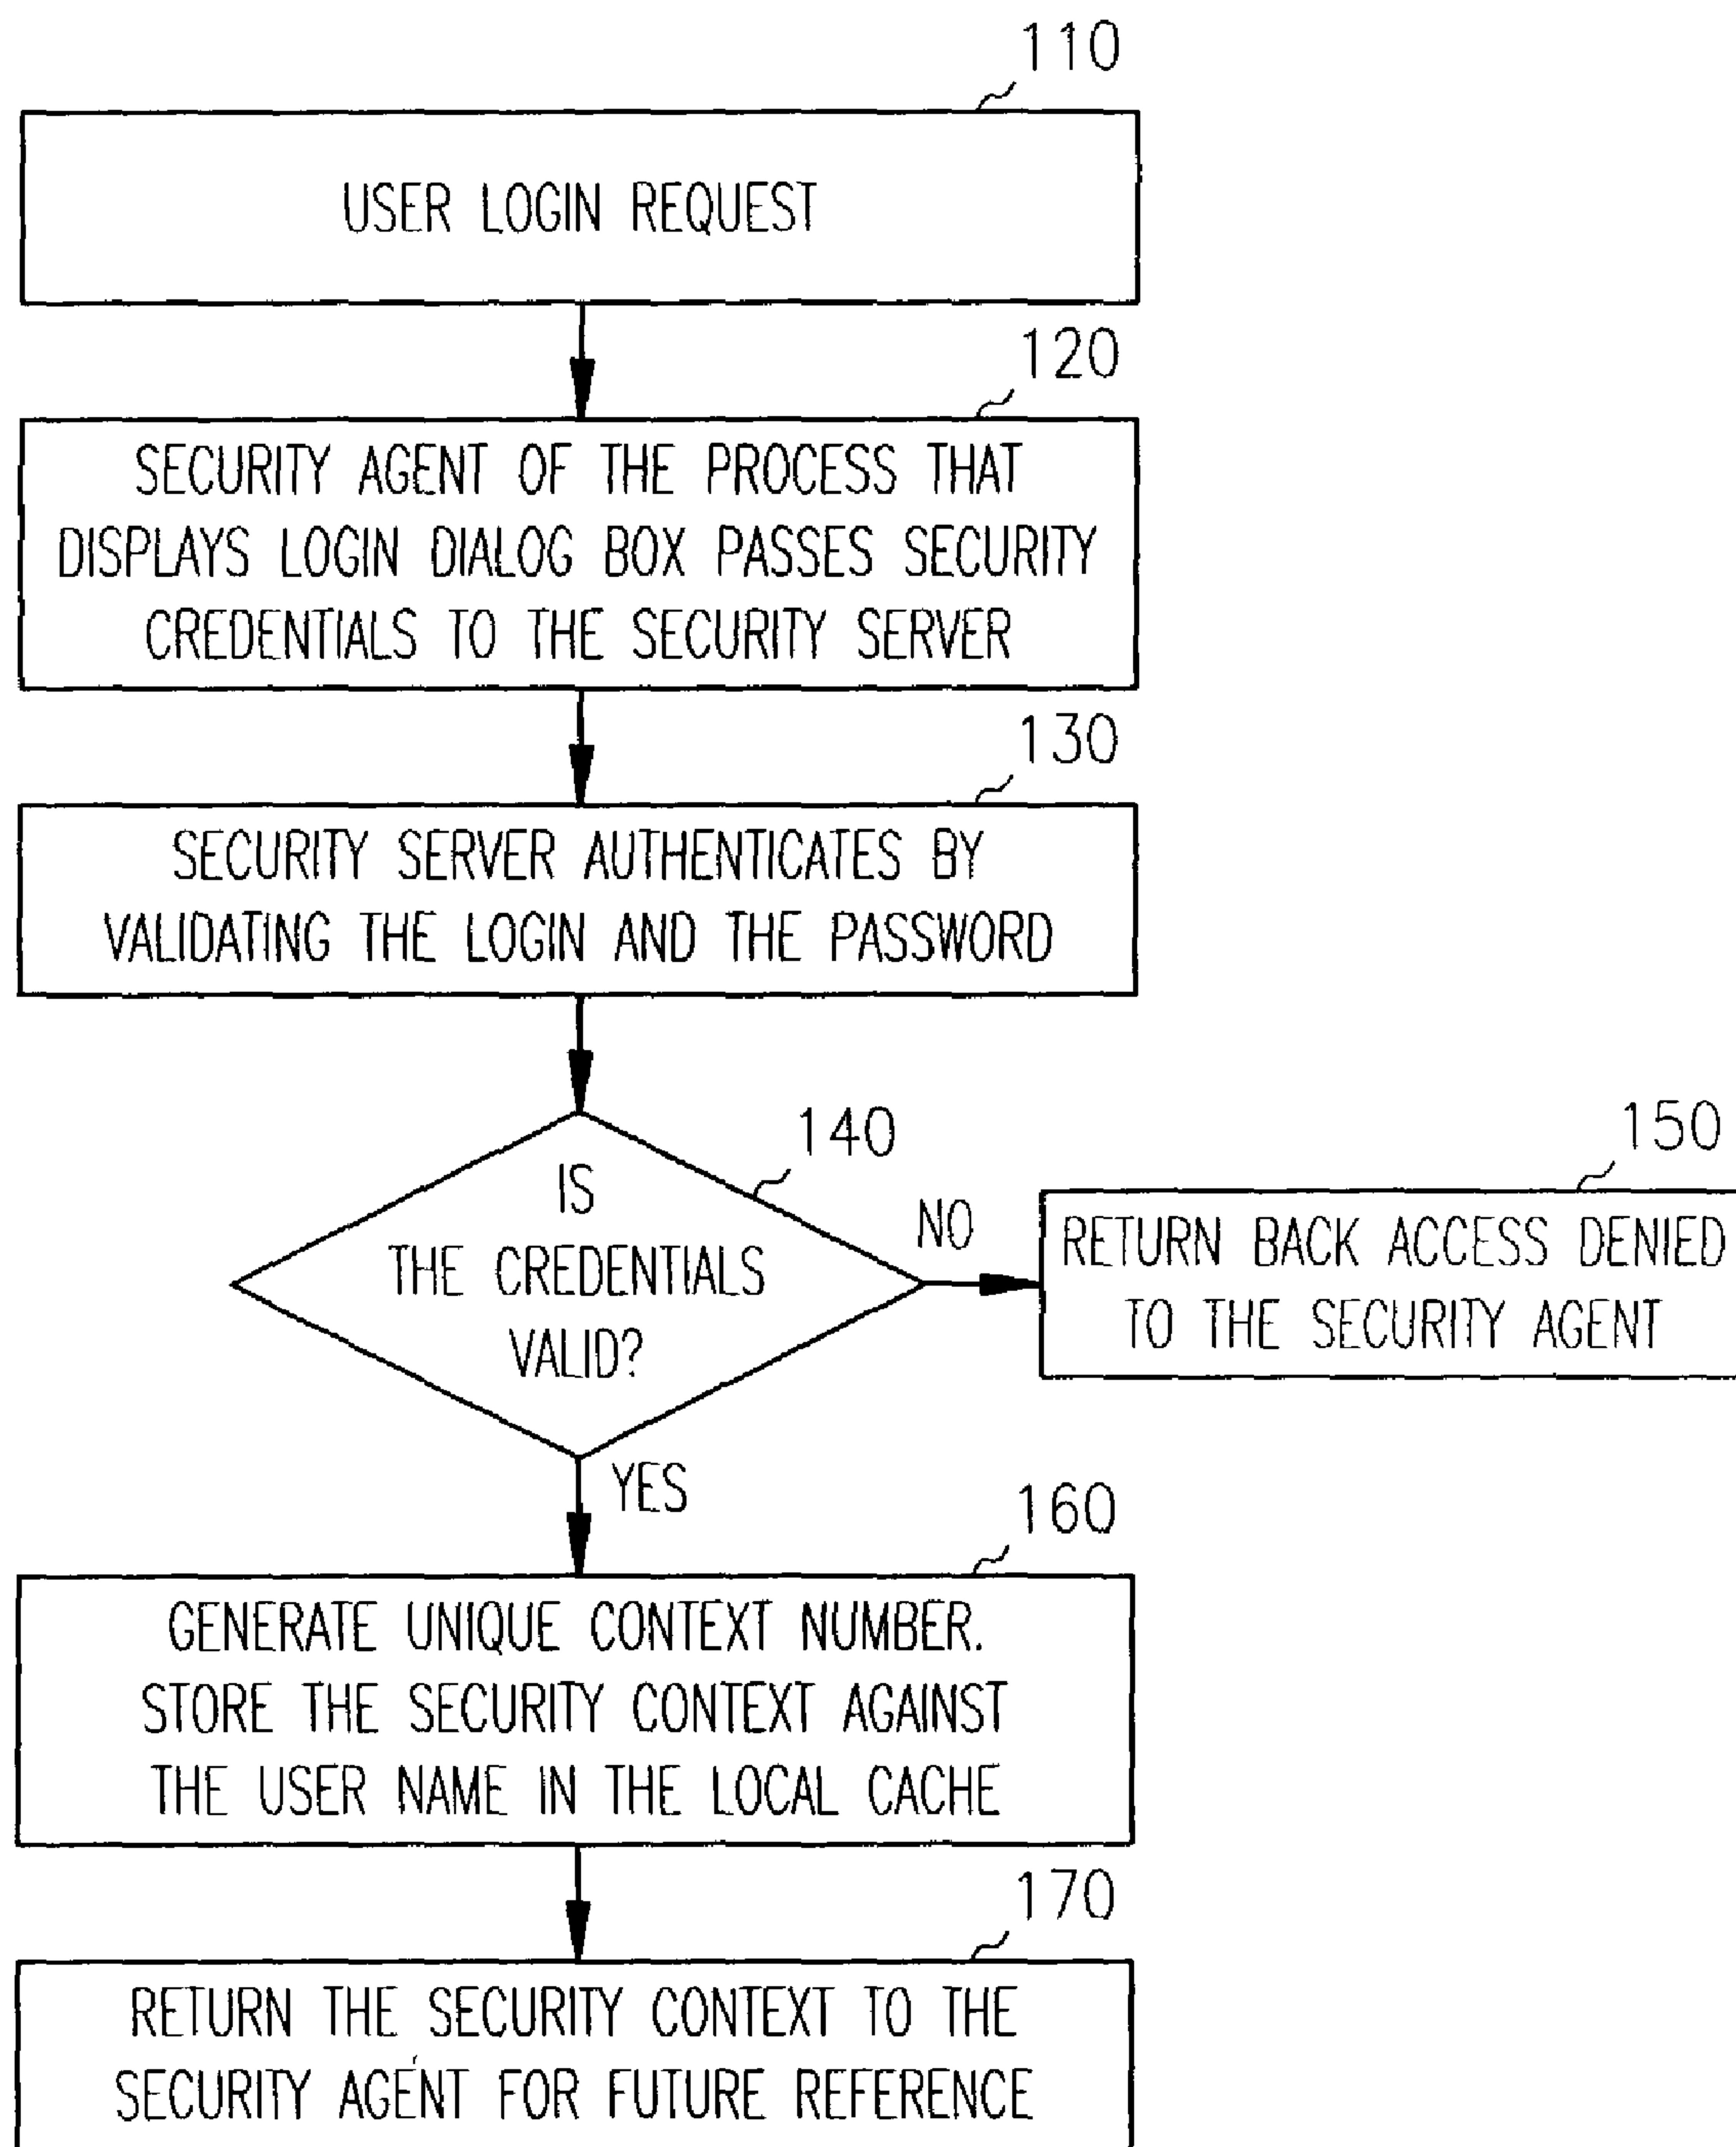 110
USER LOGIN REQUEST
120
SECURITY AGENT OF THE PROCESS THAT
DISPLAYS LOGIN DIALOG BOX PASSES SECURITY
CREDENTIALS TO THE SECURITY SERVER
130
SECURITY SERVER AUTHENTICATES BY
VALIDATING THE LOGIN AND THE PASSWORD
140
IS
THE CREDENTIALS
VALID?
NO
150
RETURN BACK ACCESS DENIED
TO THE SECURITY AGENT
YES
160
GENERATE UNIQUE CONTEXT NUMBER.
STORE THE SECURITY CONTEXT AGAINST
THE USER NAME IN THE LOCAL CACHE
170
RETURN THE SECURITY CONTEXT TO THE
SECURITY AGENT FOR FUTURE REFERENCE